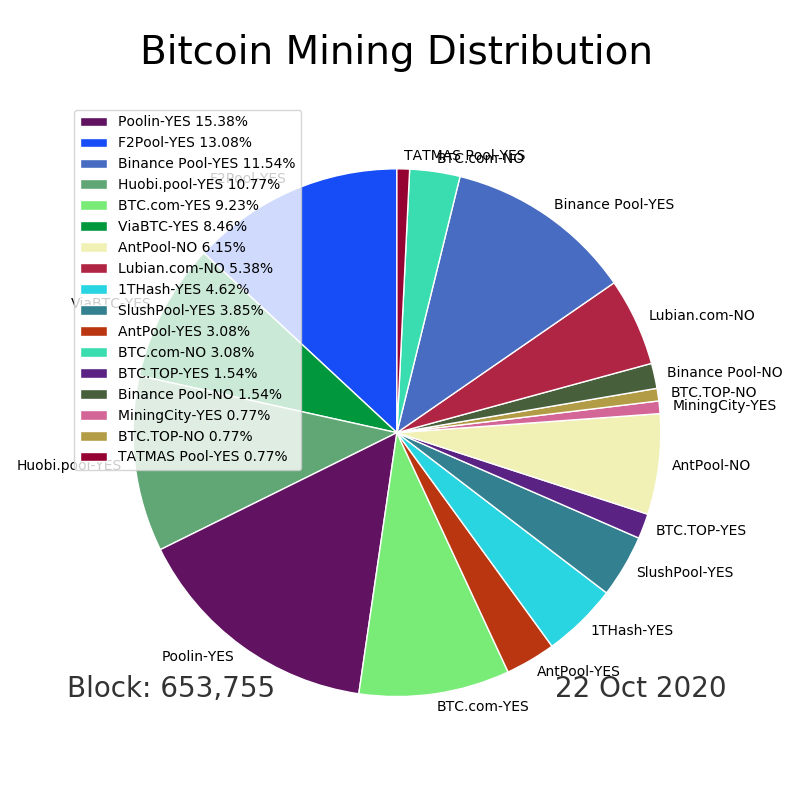 Bitcoin Mining Distribution
Poolin-YES 15.38%
F2Pool-YES 13.08%
Binance Pool-YES 11.54%
Huobi.pool-YES 10.77%
BTC.com-YES 9.23%
ViaBTC-YES 8.46%
AntPool-NO 6.15%
Lubian.com-NO 5.38%
1THash-YES 4.62%
SlushPool-YES 3.85%
AntPool-YES 3.08%
BTC.com-NO 3.08%
BTC.TOP-YES 1.54%
Binance Pool-NO 1.54%
MiningCity-YES 0.77%
BTC.TOP-NO 0.77%
TATMAS Pool-YES 0.77%
TATMAS Pool-YES
BTC.com-NO
Binance Pool-YES
Lubian.com-NO
Binance Pool-NO
BTC.TOP-NO
MiningCity-YES
AntPool-NO
BTC.TOP-YES
SlushPool-YES
1THash-YES
AntPool-YES
BTC.com-YES
Poolin-YES
Huobi.pool-YES
ViaBTC-YES
F2Pool-YES
Block: 653,755
22 Oct 2020